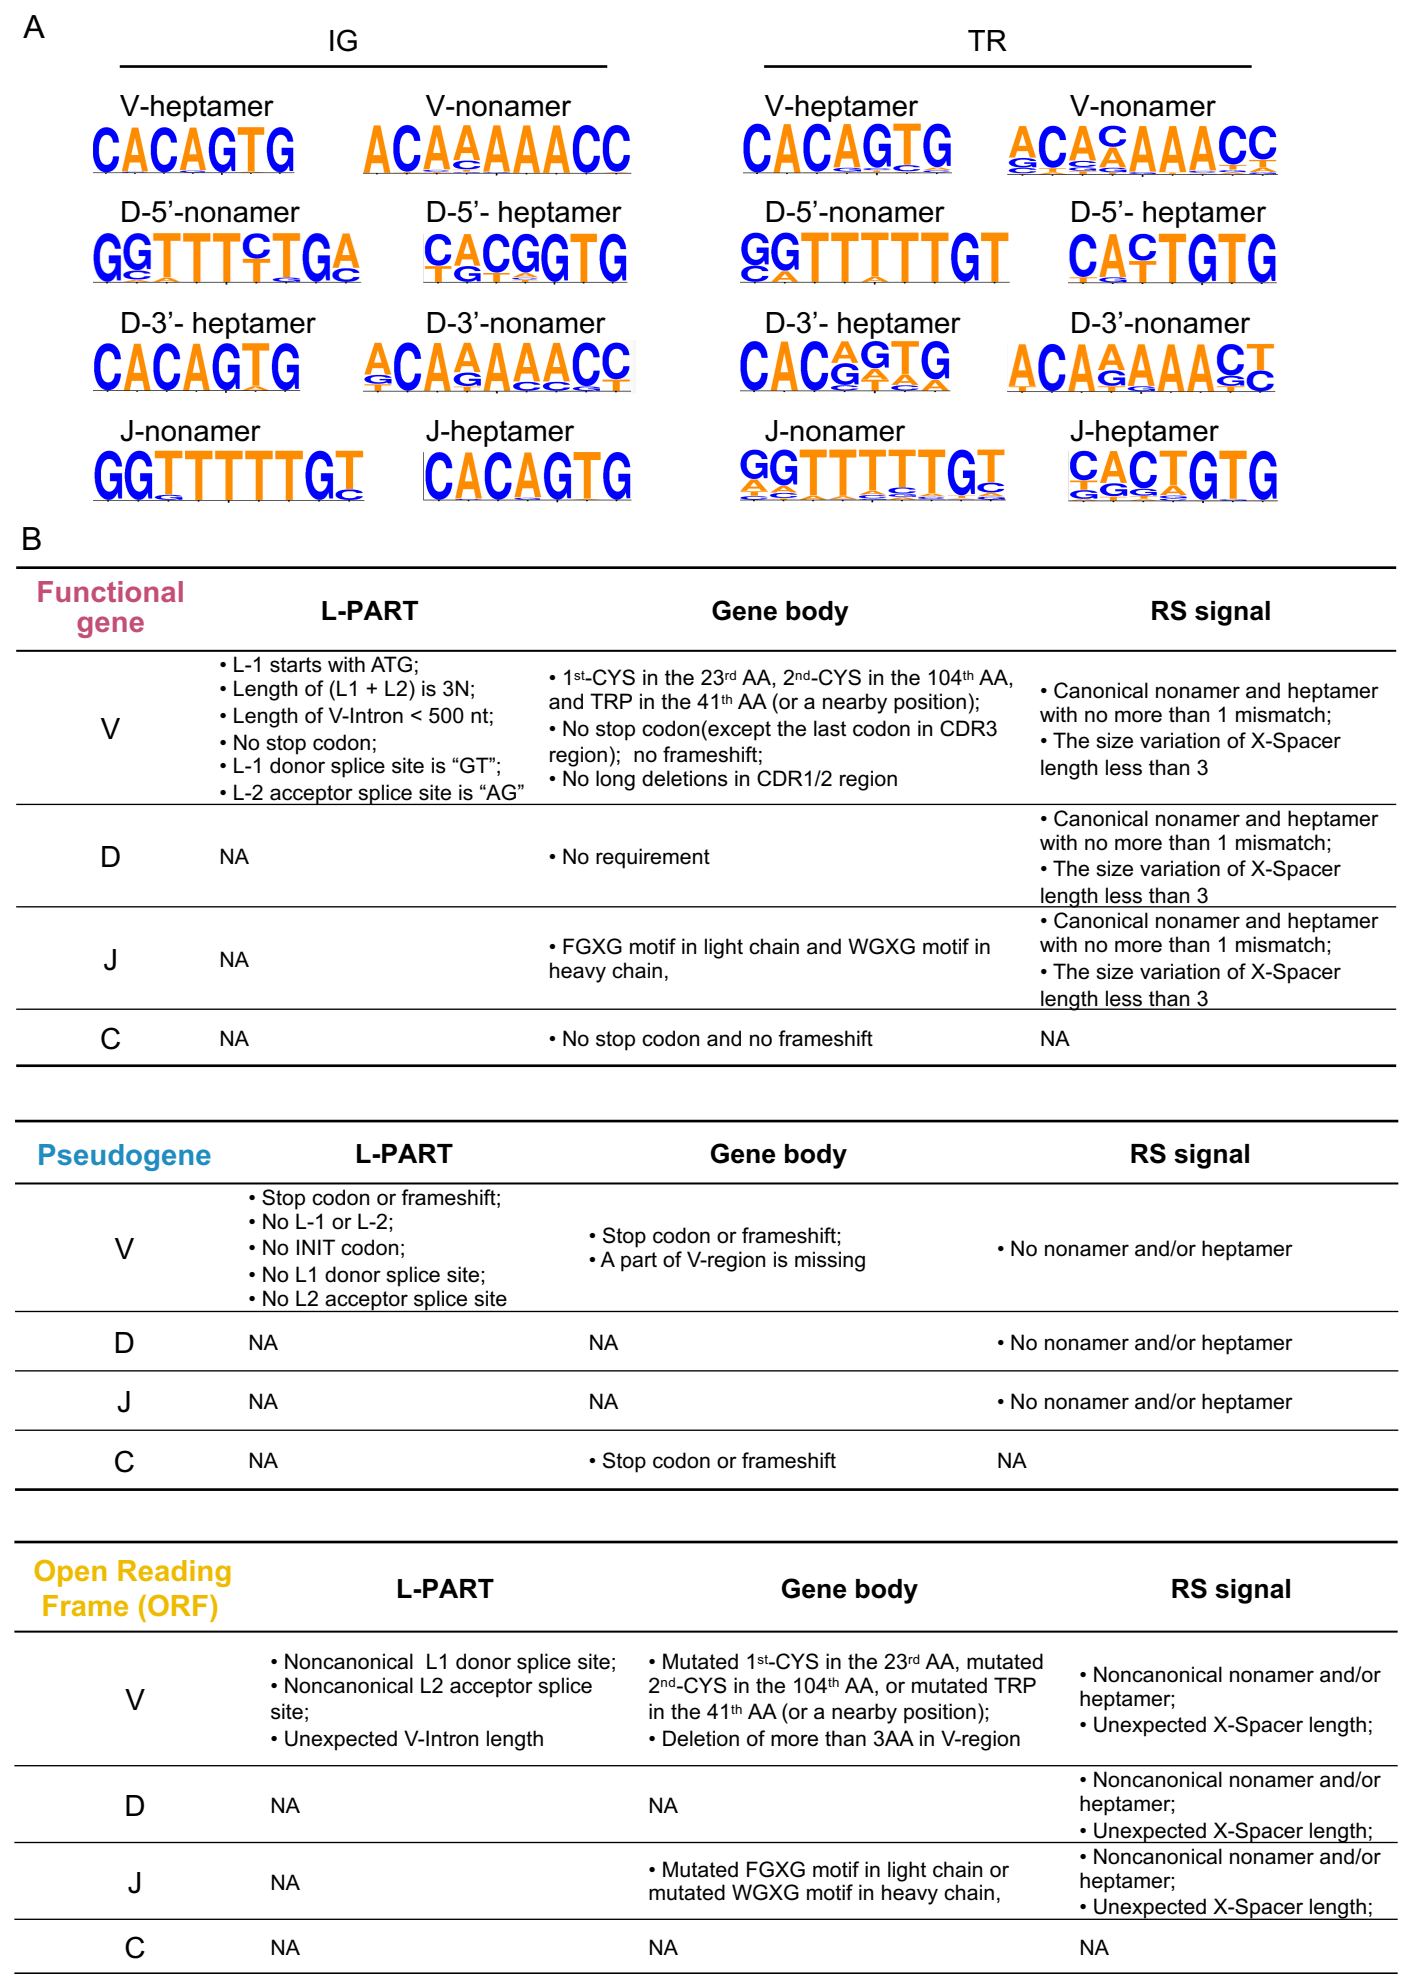 A
IG
TR
V-heptamer
V-nonamer
V-heptamer
V-nonamer
CACAGTG
ACAAAAACC
CACAGTG
ACACAAACC
D-5’-nonamer
D-5’- heptamer
D-5’-nonamer
D-5’- heptamer
GGTTTCTGA
CACGGTG
GGTTTTTGT
CACTGTG
D-3’- heptamer
D-3’-nonamer
D-3’- heptamer
D-3’-nonamer
CACAGTG
ACAAAAACC
CACAGTG
ACAAAAACT
J-nonamer
J-heptamer
J-nonamer
J-heptamer
GGTTTTTGT
CACAGTG
GGTTTTTGT
CACTGTG
B
Functional
gene
L-PART
Gene body
RS signal
V
• L-1 starts with ATG;
• Length of (L1 + L2) is 3N;
• Length of V-Intron < 500 nt;
• No stop codon;
• L-1 donor splice site is “GT”;
• L-2 acceptor splice site is “AG”
• 1st-CYS in the 23rd AA, 2nd-CYS in the 104th AA,
and TRP in the 41th AA (or a nearby position);
• No stop codon(except the last codon in CDR3
region); no frameshift;
• No long deletions in CDR1/2 region
• Canonical nonamer and heptamer
with no more than 1 mismatch;
• The size variation of X-Spacer
length less than 3
D
NA
• No requirement
• Canonical nonamer and heptamer
with no more than 1 mismatch;
• The size variation of X-Spacer
length less than 3
J
NA
• FGXG motif in light chain and WGXG motif in
heavy chain,
• Canonical nonamer and heptamer
with no more than 1 mismatch;
• The size variation of X-Spacer
length less than 3
C
NA
• No stop codon and no frameshift
NA
Pseudogene
L-PART
Gene body
RS signal
V
• Stop codon or frameshift;
• No L-1 or L-2;
• No INIT codon;
• No L1 donor splice site;
• No L2 acceptor splice site
• Stop codon or frameshift;
• A part of V-region is missing
• No nonamer and/or heptamer
D
NA
NA
• No nonamer and/or heptamer
J
NA
NA
• No nonamer and/or heptamer
C
NA
• Stop codon or frameshift
NA
Open Reading
Frame (ORF)
L-PART
Gene body
RS signal
V
• Noncanonical L1 donor splice site;
• Noncanonical L2 acceptor splice
site;
• Unexpected V-Intron length
• Mutated 1st-CYS in the 23rd AA, mutated
2nd-CYS in the 104th AA, or mutated TRP
in the 41th AA (or a nearby position);
• Deletion of more than 3AA in V-region
• Noncanonical nonamer and/or
heptamer;
• Unexpected X-Spacer length;
D
NA
NA
• Noncanonical nonamer and/or
heptamer;
• Unexpected X-Spacer length;
J
NA
• Mutated FGXG motif in light chain or
mutated WGXG motif in heavy chain,
• Noncanonical nonamer and/or
heptamer;
• Unexpected X-Spacer length;
C
NA
NA
NA